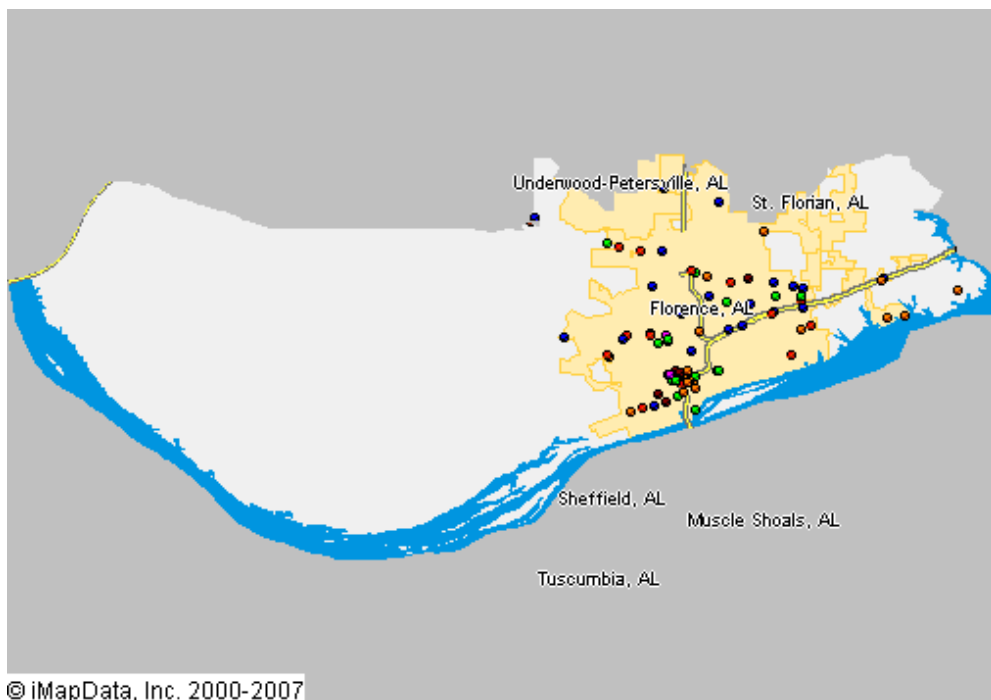 Underwood-Petersville, AL
St. Florian, AL
Florence, AL
Sheffield, AL
Muscle Shoals, AL
Tuscumbia, AL
© iMapData, Inc. 2000-2007